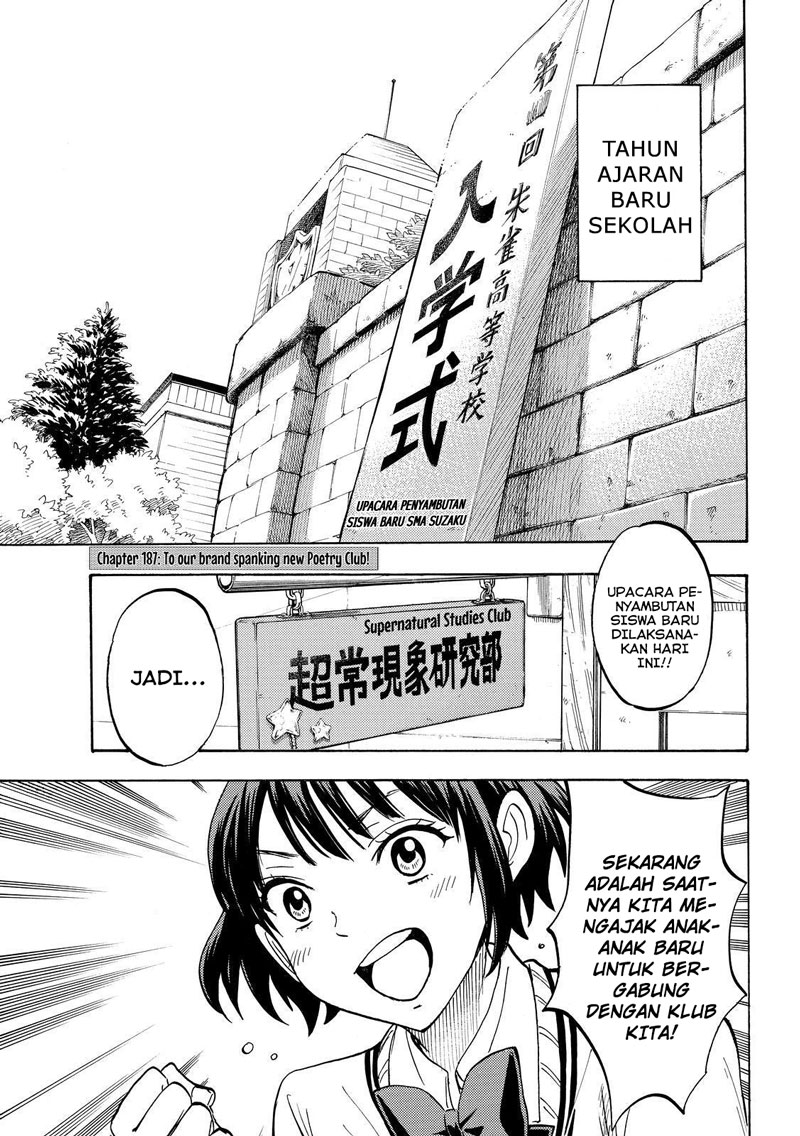 TAHUN
AJARAN
BARU
SEKOLAH
第
回
朱雀高等学校
入学式
UPACARA PENYAMBUTAN
SISWA BARU SMA SUZAKU
Chapter 187: To our brand spanking new Poetry Club!
UPACARA PE-
NYAMBUTAN
SISWA BARU
DILAKSANA-
KAN HARI
INI!!
Supernatural Studies Club
超常現象研究部
JADI...
SEKARANG
ADALAH SAAT-
NYA KITA ME-
NGAJAK ANAK-
ANAK BARU
UNTUK BER-
GABUNG
DENGAN KLUB
KITA!